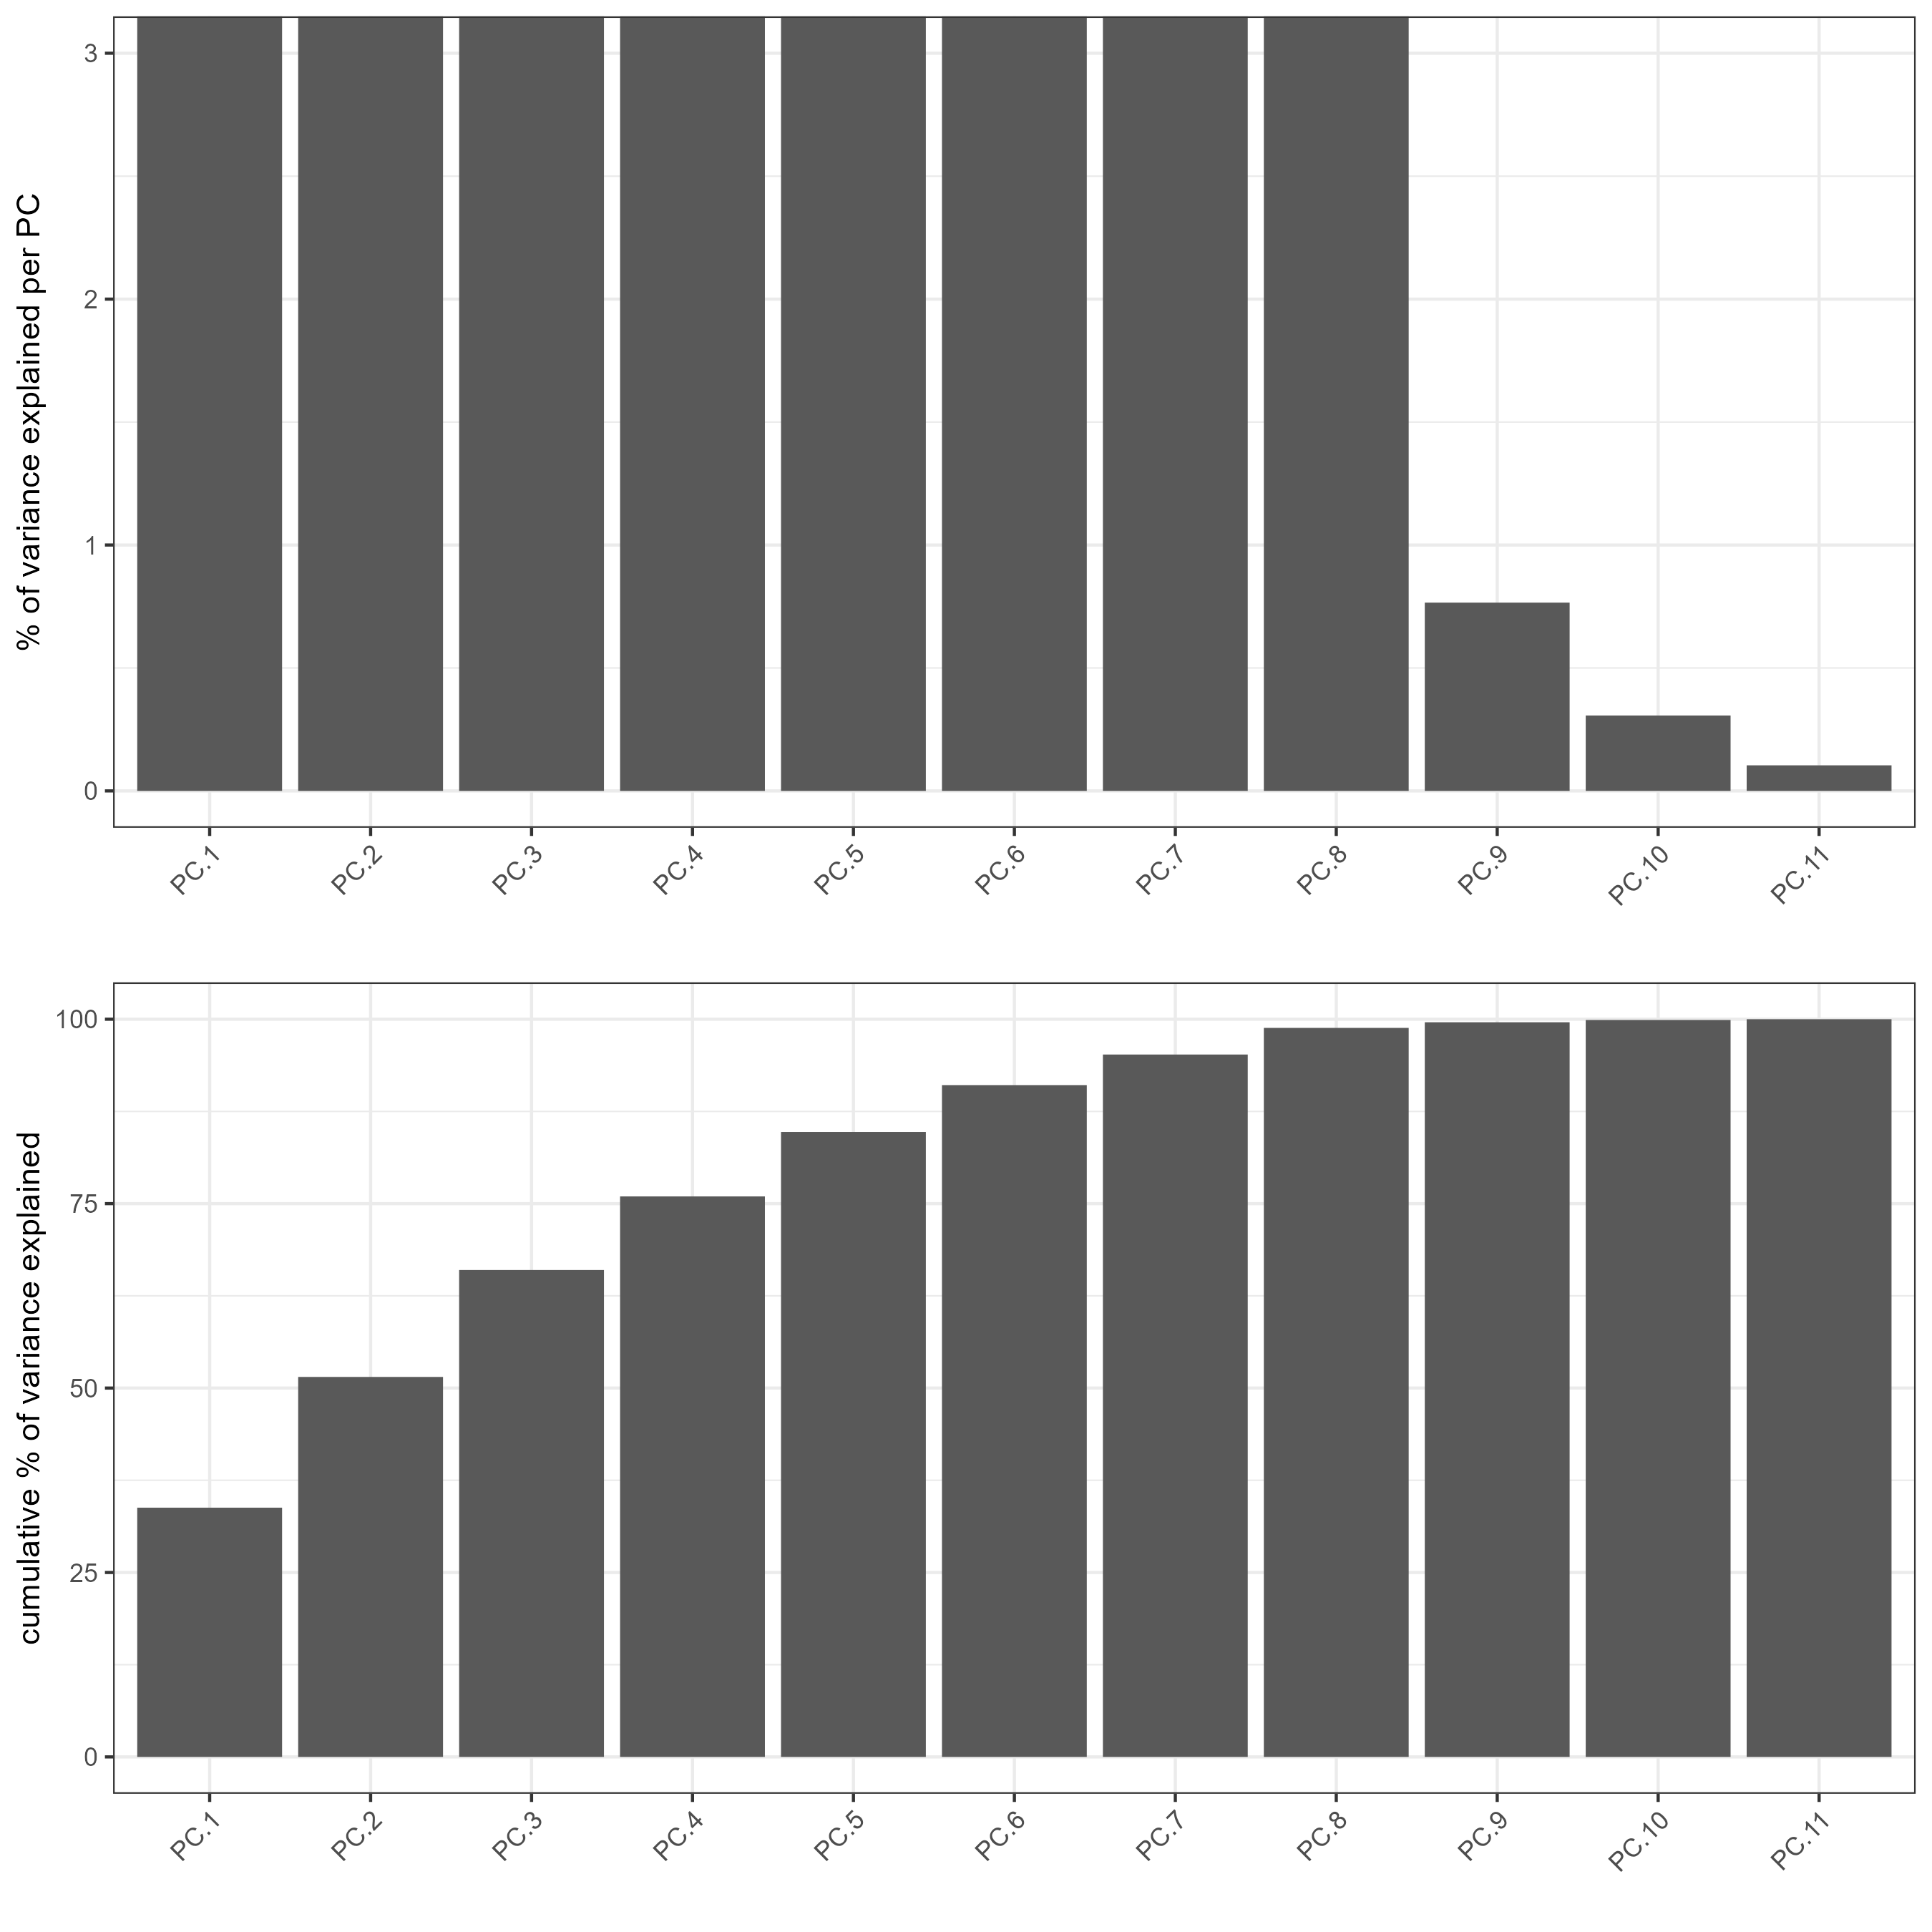 % of variance explained per PC
3
2
1
0
PC.1 PC.2 PC.3 PC.4 PC.5 PC.6 PC.7 PC.8 PC.9 PC.10 PC.11
cumulative % of variance explained
100
75
50
25
0
PC.1 PC.2 PC.3 PC.4 PC.5 PC.6 PC.7 PC.8 PC.9 PC.10 PC.11